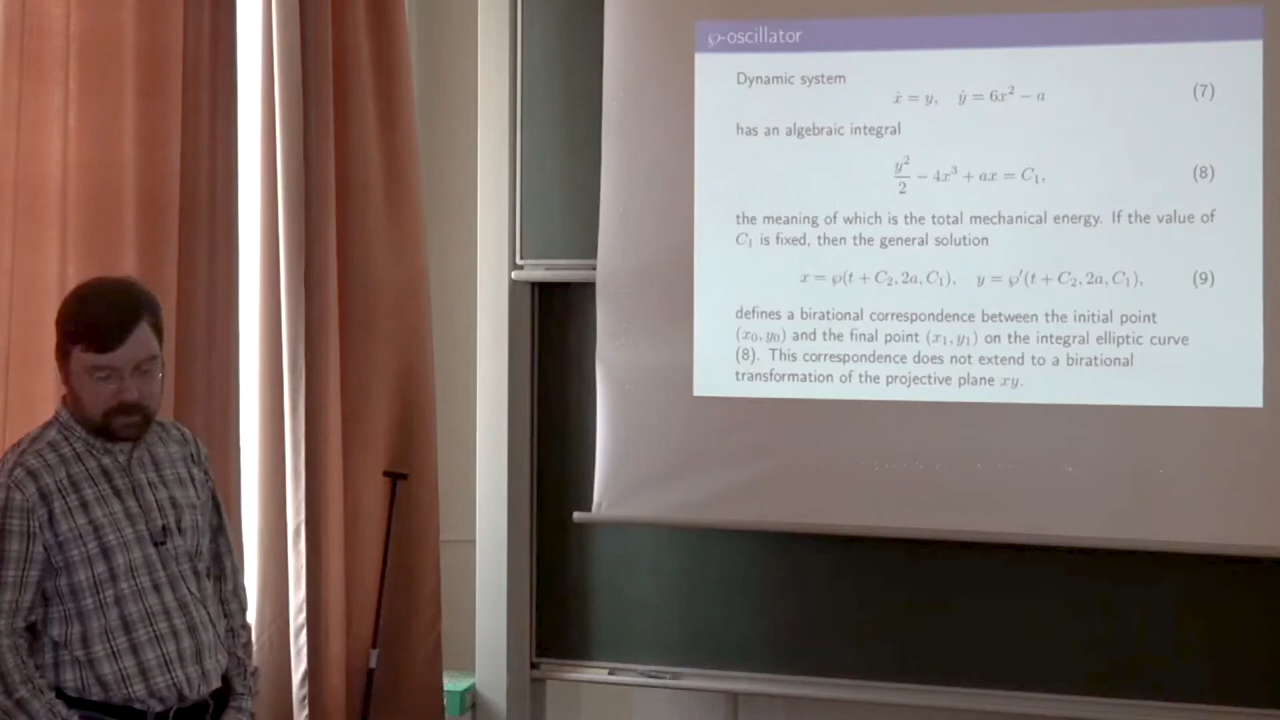 ℘-oscillator
Dynamic system
ẋ = y, ẏ = 6x² − a (7)
has an algebraic integral
y²/2 − 4x³ + ax = C₁, (8)
the meaning of which is the total mechanical energy. If the value of
C₁ is fixed, then the general solution
x = ℘(t + C₂, 2a, C₁), y = ℘′(t + C₂, 2a, C₁), (9)
defines a birational correspondence between the initial point
(x₀, y₀) and the final point (x₁, y₁) on the integral elliptic curve
(8). This correspondence does not extend to a birational
transformation of the projective plane xy.